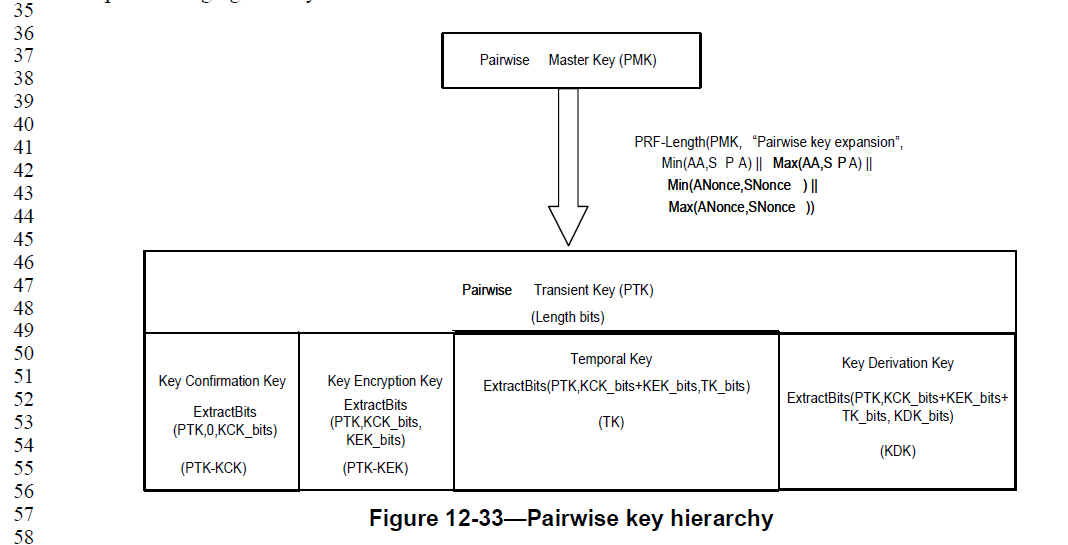 35
36
37
38
39
40
41
42
43
44
45
46
47
48
49
50
51
52
53
54
55
56
57
58
Pairwise Master Key (PMK)
PRF-Length(PMK, “Pairwise key expansion”,
Min(AA,S P A) || Max(AA,S P A) ||
Min(ANonce,SNonce ) ||
Max(ANonce,SNonce ))
Pairwise Transient Key (PTK)
(Length bits)
Key Confirmation Key
ExtractBits
(PTK,0,KCK_bits)
(PTK-KCK)
Key Encryption Key
ExtractBits
(PTK,KCK_bits,
KEK_bits)
(PTK-KEK)
Temporal Key
ExtractBits(PTK,KCK_bits+KEK_bits,TK_bits)
(TK)
Key Derivation Key
ExtractBits(PTK,KCK_bits+KEK_bits+
TK_bits, KDK_bits)
(KDK)
Figure 12-33—Pairwise key hierarchy